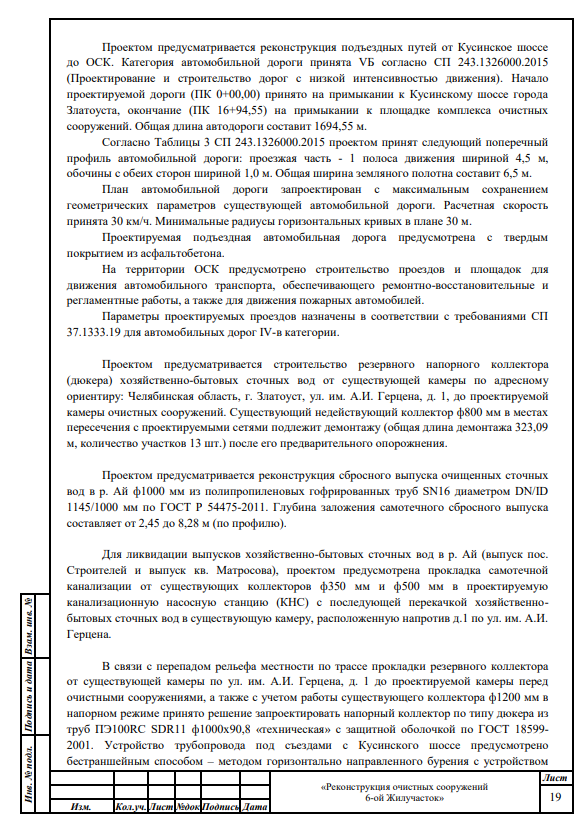 Проектом предусматривается реконструкция подъездных путей от Кусинское шоссе
до ОСК. Категория автомобильной дороги принята VБ согласно СП 243.1326000.2015
(Проектирование и строительство дорог с низкой интенсивностью движения). Начало
проектируемой дороги (ПК 0+00,00) принято на примыкании к Кусинскому шоссе города
Златоуста, окончание (ПК 16+94,55) на примыкании к площадке комплекса очистных
сооружений. Общая длина автодороги составит 1694,55 м.
Согласно Таблицы 3 СП 243.1326000.2015 проектом принят следующий поперечный
профиль автомобильной дороги: проезжая часть - 1 полоса движения шириной 4,5 м,
обочины с обеих сторон шириной 1,0 м. Общая ширина земляного полотна составит 6,5 м.
План автомобильной дороги запроектирован с максимальным сохранением
геометрических параметров существующей автомобильной дороги. Расчетная скорость
принята 30 км/ч. Минимальные радиусы горизонтальных кривых в плане 30 м.
Проектируемая подъездная автомобильная дорога предусмотрена с твердым
покрытием из асфальтобетона.
На территории ОСК предусмотрено строительство проездов и площадок для
движения автомобильного транспорта, обеспечивающего ремонтно-восстановительные и
регламентные работы, а также для движения пожарных автомобилей.
Параметры проектируемых проездов назначены в соответствии с требованиями СП
37.1333.19 для автомобильных дорог IV-в категории.
Проектом предусматривается строительство резервного напорного коллектора
(дюкера) хозяйственно-бытовых сточных вод от существующей камеры по адресному
ориентиру: Челябинская область, г. Златоуст, ул. им. А.И. Герцена, д. 1, до проектируемой
камеры очистных сооружений. Существующий недействующий коллектор ф800 мм в местах
пересечения с проектируемыми сетями подлежит демонтажу (общая длина демонтажа 323,09
м, количество участков 13 шт.) после его предварительного опорожнения.
Проектом предусматривается реконструкция сбросного выпуска очищенных сточных
вод в р. Ай ф1000 мм из полипропиленовых гофрированных труб SN16 диаметром DN/ID
1145/1000 мм по ГОСТ Р 54475-2011. Глубина заложения самотечного сбросного выпуска
составляет от 2,45 до 8,28 м (по профилю).
Для ликвидации выпусков хозяйственно-бытовых сточных вод в р. Ай (выпуск пос.
Строителей и выпуск кв. Матросова), проектом предусмотрена прокладка самотечной
канализации от существующих коллекторов ф350 мм и ф500 мм в проектируемую
канализационную насосную станцию (КНС) с последующей перекачкой хозяйственно-
бытовых сточных вод в существующую камеру, расположенную напротив д.1 по ул. им. А.И.
Герцена.
В связи с перепадом рельефа местности по трассе прокладки резервного коллектора
от существующей камеры по ул. им. А.И. Герцена, д. 1 до проектируемой камеры перед
очистными сооружениями, а также с учетом работы существующего коллектора ф1200 мм в
напорном режиме принято решение запроектировать напорный коллектор по типу дюкера из
труб ПЭ100RC SDR11 ф1000х90,8 «техническая» с защитной оболочкой по ГОСТ 18599-
2001. Устройство трубопровода под съездами с Кусинского шоссе предусмотрено
бестраншейным способом – методом горизонтально направленного бурения с устройством
Взам. инв. №
Подпись и дата
Инв. № подл.
Изм. Кол.уч. Лист №док Подпись Дата
«Реконструкция очистных сооружений
6-ой Жилучасток»
Лист
19